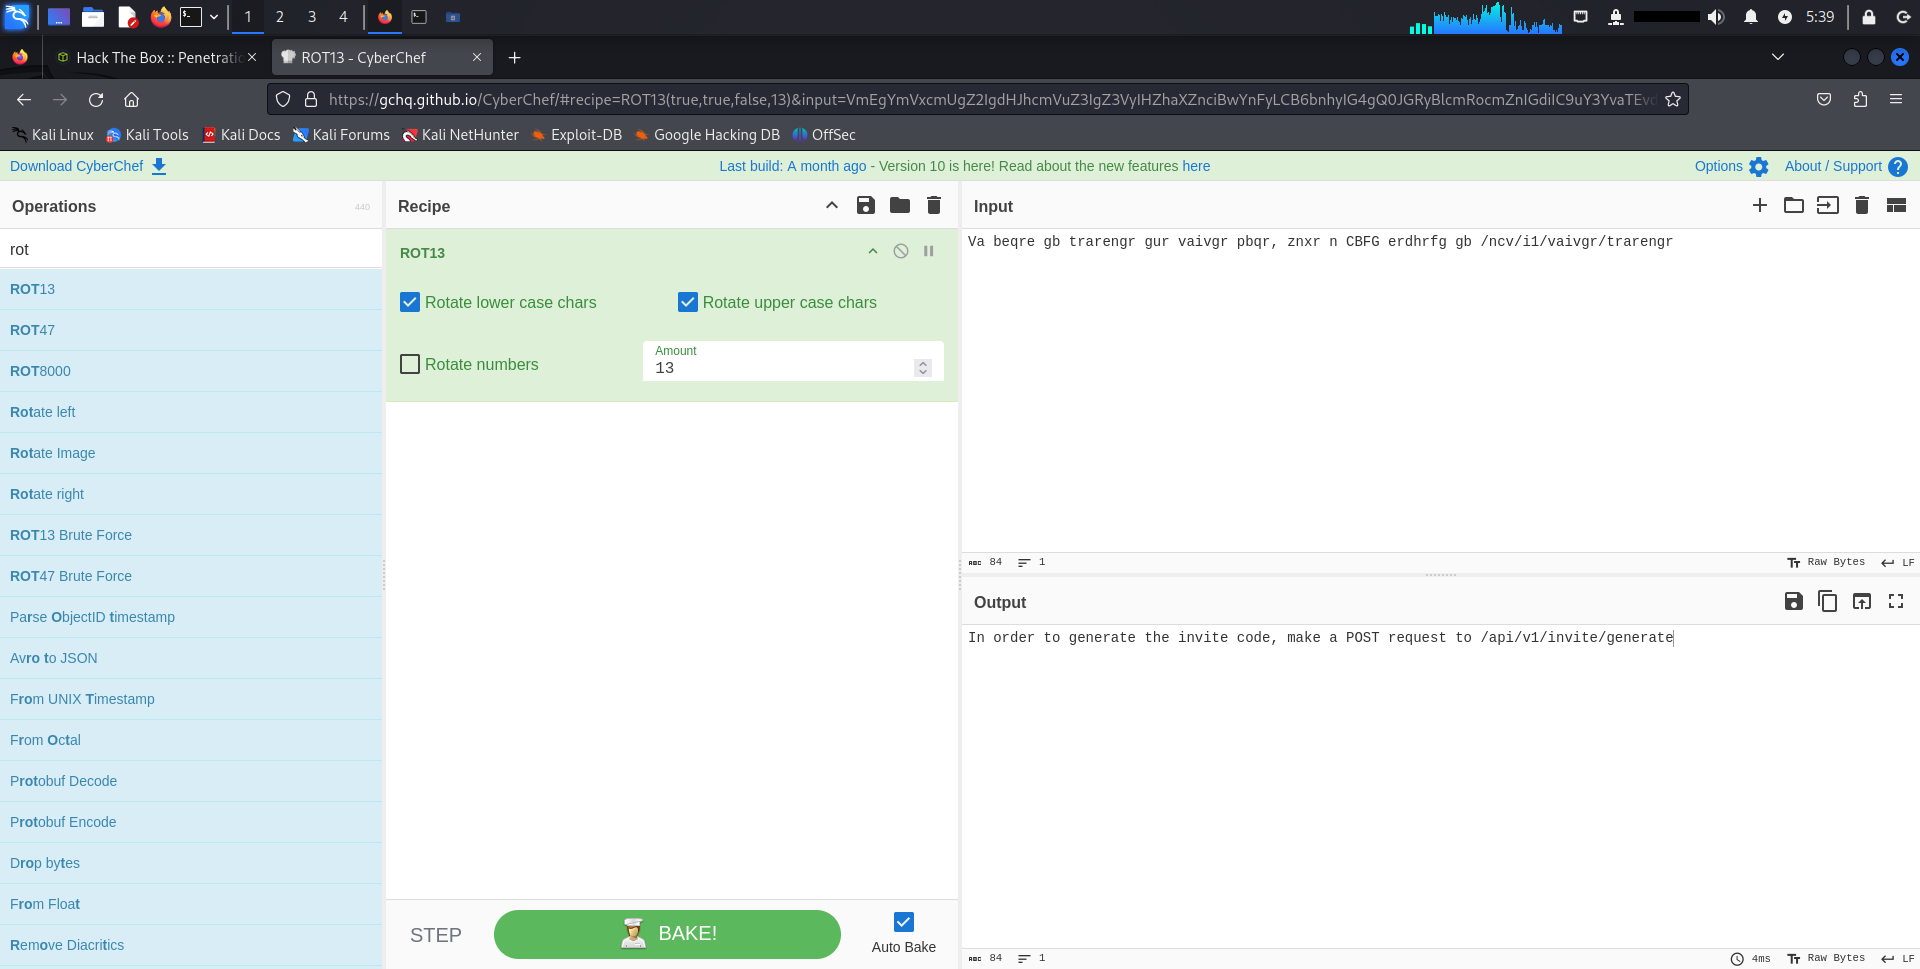 1 2 3 4
5:39
Hack The Box :: Penetratio
ROT13 - CyberChef
https://gchq.github.io/CyberChef/#recipe=ROT13(true,true,false,13)&input=VmEgYmVxcmUgZ2IgdHJhcmVuZ3IgZ3VyIHZhaXZnciBwYnFyLCB6bnhyIG4gQ0JGRyBlcmRocmZnIGdiIC9uY3YvaTEvd
Kali Linux Kali Tools Kali Docs Kali Forums Kali NetHunter Exploit-DB Google Hacking DB OffSec
Download CyberChef
Last build: A month ago - Version 10 is here! Read about the new features here
Options About / Support
Operations 440
rot
ROT13
ROT47
ROT8000
Rotate left
Rotate Image
Rotate right
ROT13 Brute Force
ROT47 Brute Force
Parse ObjectID timestamp
Avro to JSON
From UNIX Timestamp
From Octal
Protobuf Decode
Protobuf Encode
Drop bytes
From Float
Remove Diacritics
Recipe
ROT13
Rotate lower case chars
Rotate upper case chars
Rotate numbers
Amount
13
STEP
BAKE!
Auto Bake
Input
Va beqre gb trarengr gur vaivgr pbqr, znxr n CBFG erdhrfg gb /ncv/i1/vaivgr/trarengr
ABC 84 1
Tt Raw Bytes LF
Output
In order to generate the invite code, make a POST request to /api/v1/invite/generate
ABC 84 1
4ms Tt Raw Bytes LF